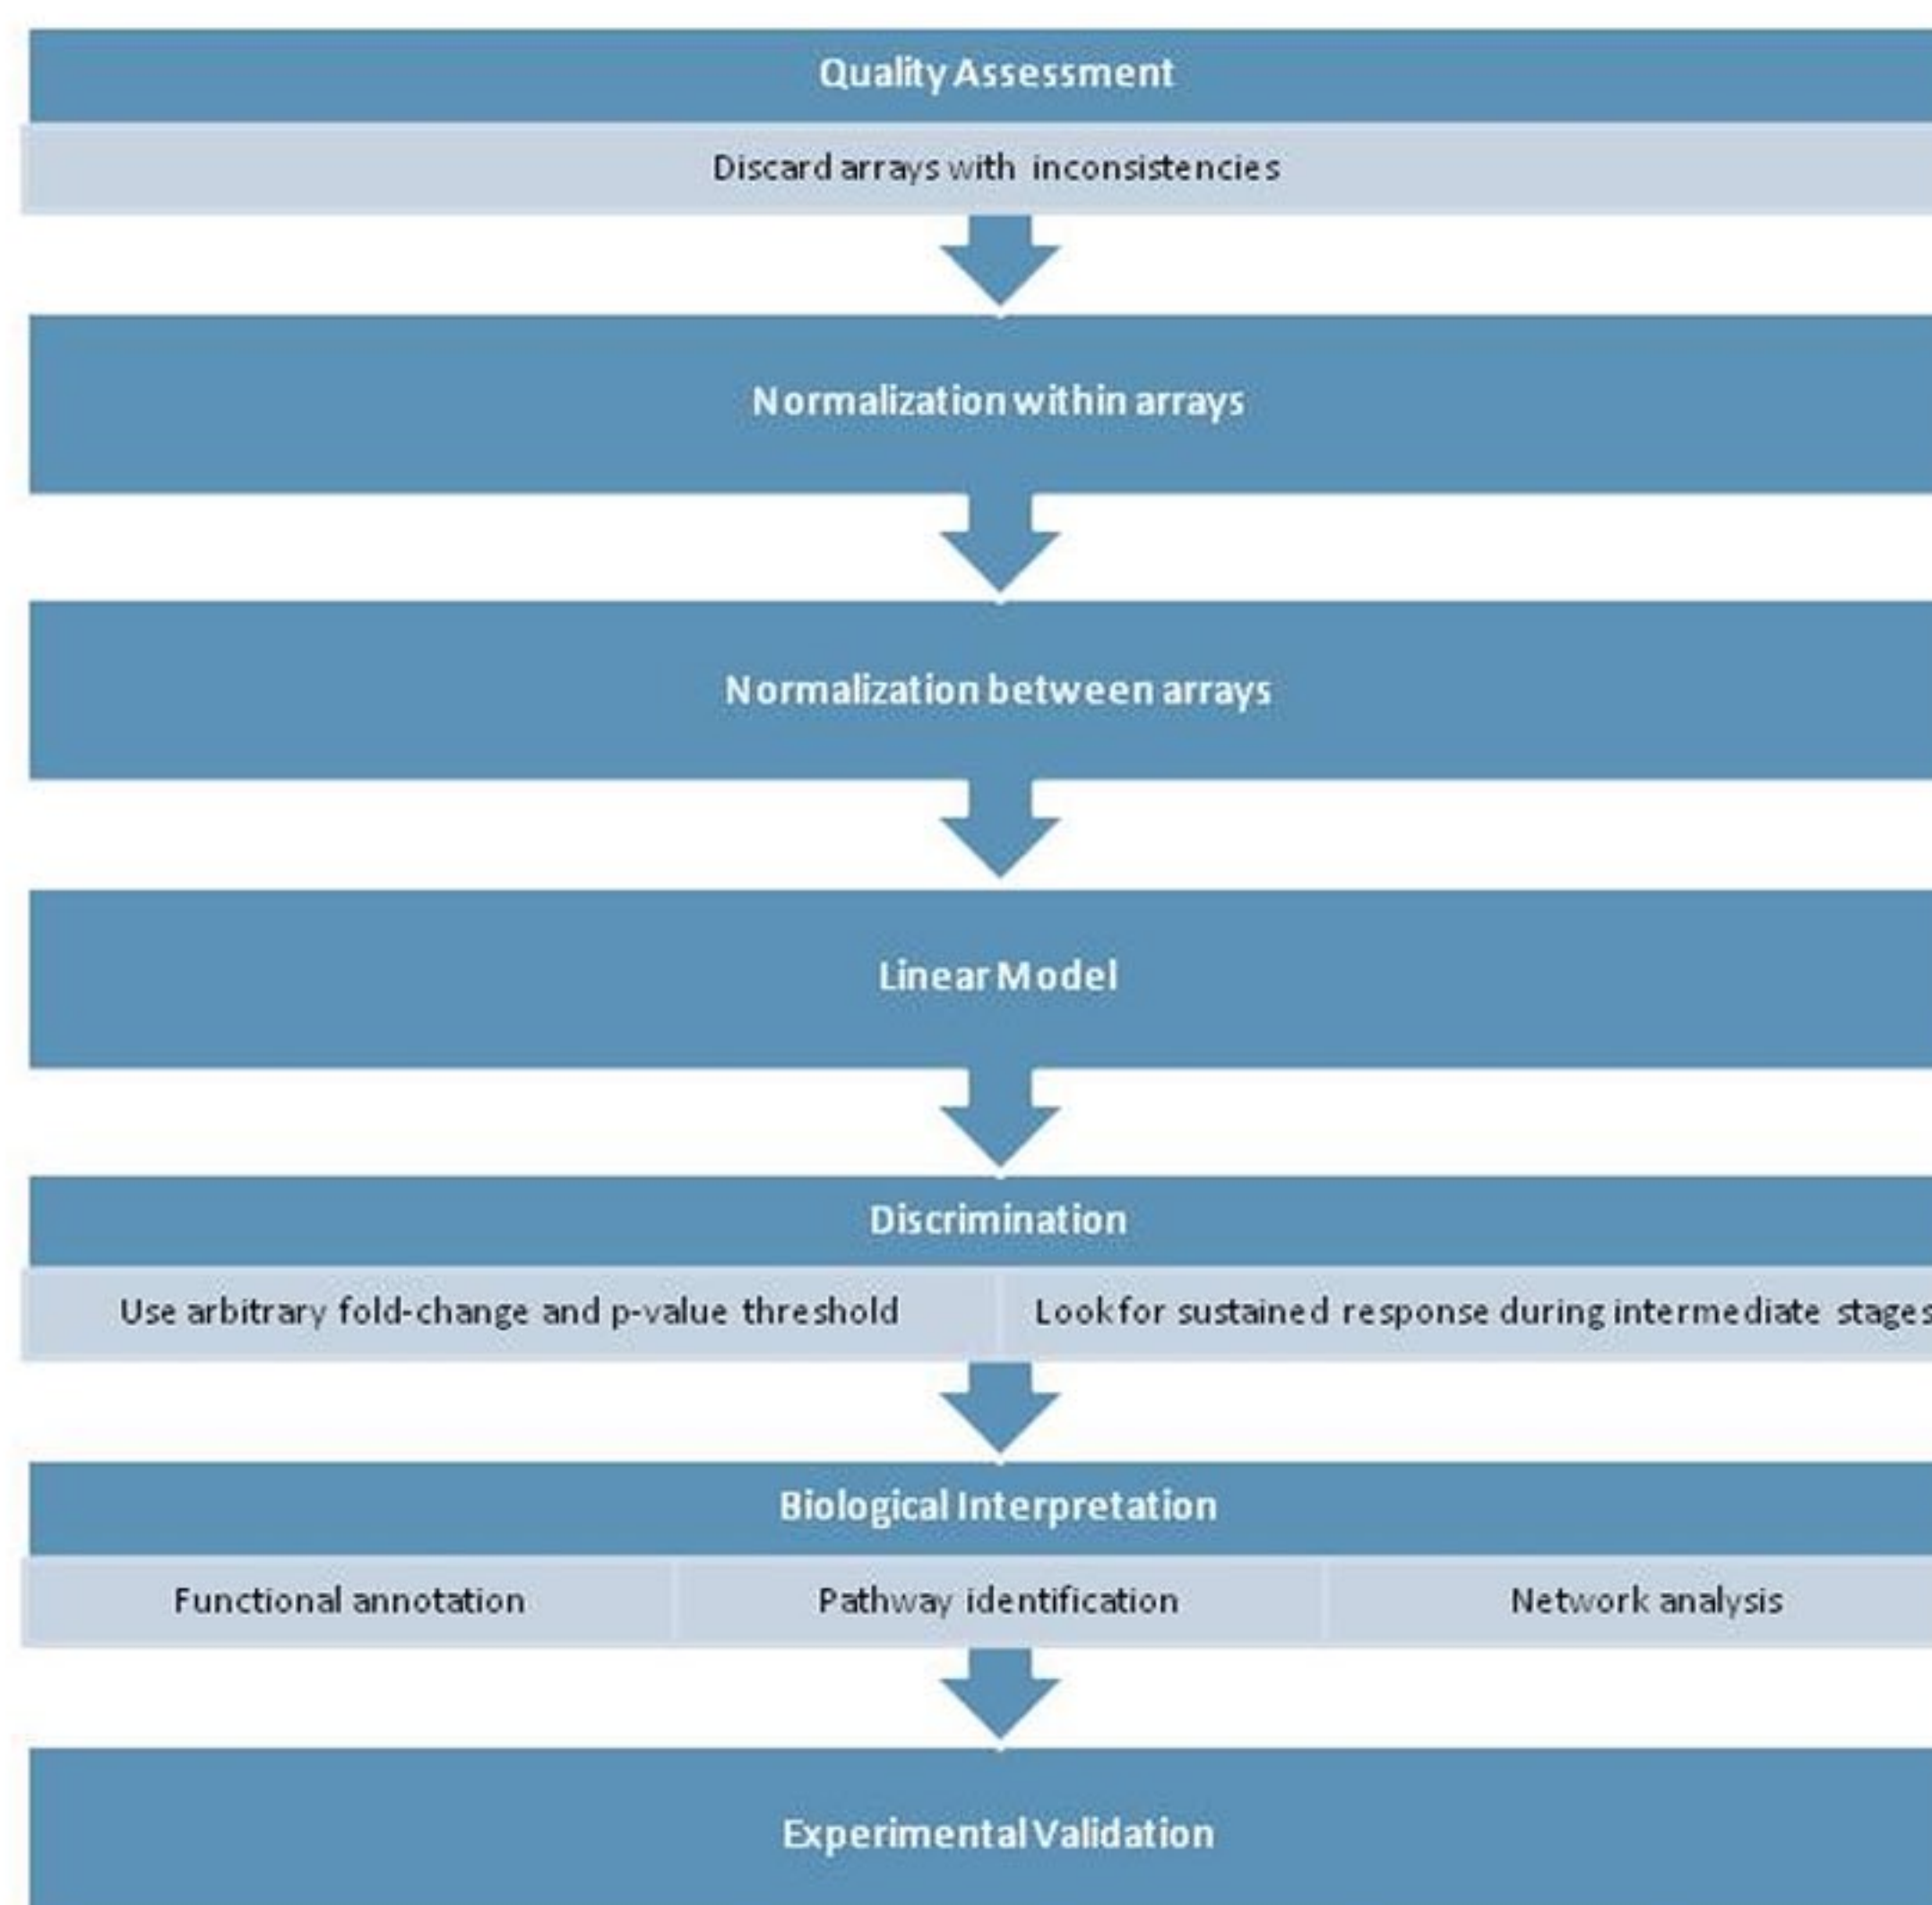 Quality Assessment
Discard arrays with inconsistencies
Normalization within arrays
Normalization between arrays
Linear Model
Discrimination
Use arbitrary fold-change and p-value threshold
Look for sustained response during intermediate stages
Biological Interpretation
Functional annotation
Pathway identification
Network analysis
Experimental Validation